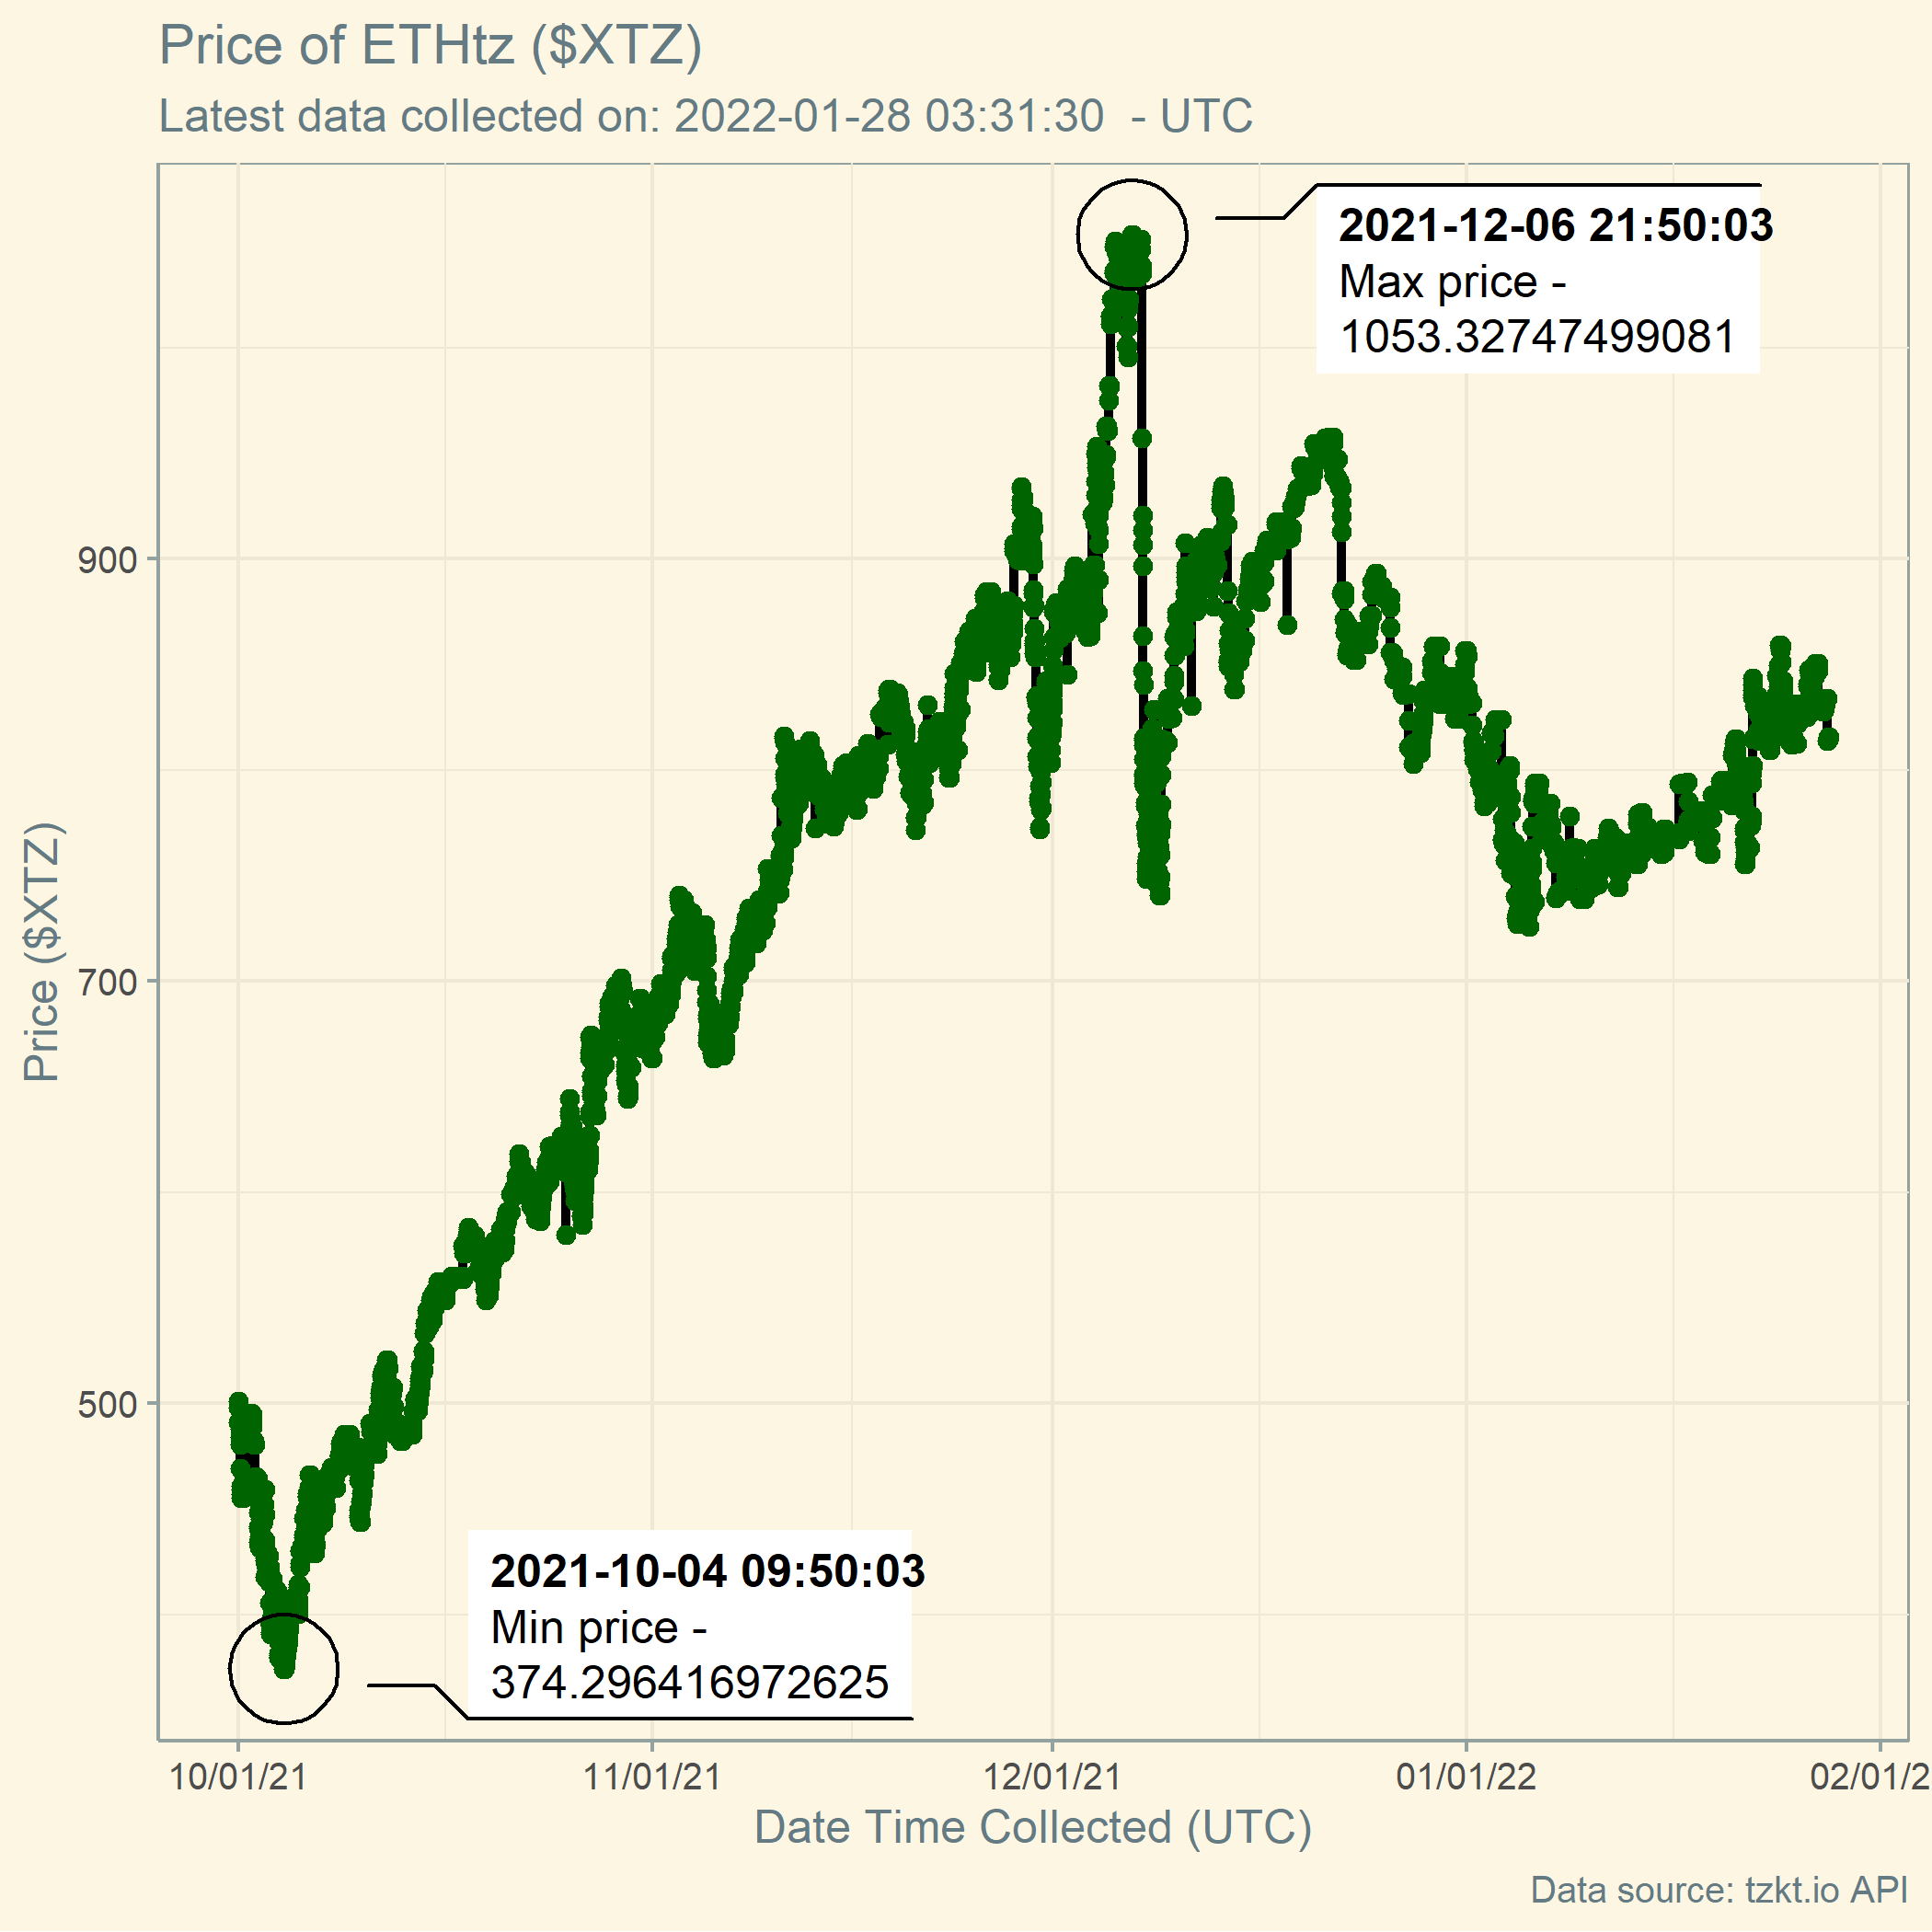 Price of ETHtz ($XTZ)
Latest data collected on: 2022-01-28 03:31:30  - UTC
2021-12-06 21:50:03
Max price -
1053.32747499081
900
700
500
Price ($XTZ)
2021-10-04 09:50:03
Min price -
374.296416972625
10/01/21 11/01/21 12/01/21 01/01/22 02/01/2
Date Time Collected (UTC)
Data source: tzkt.io API